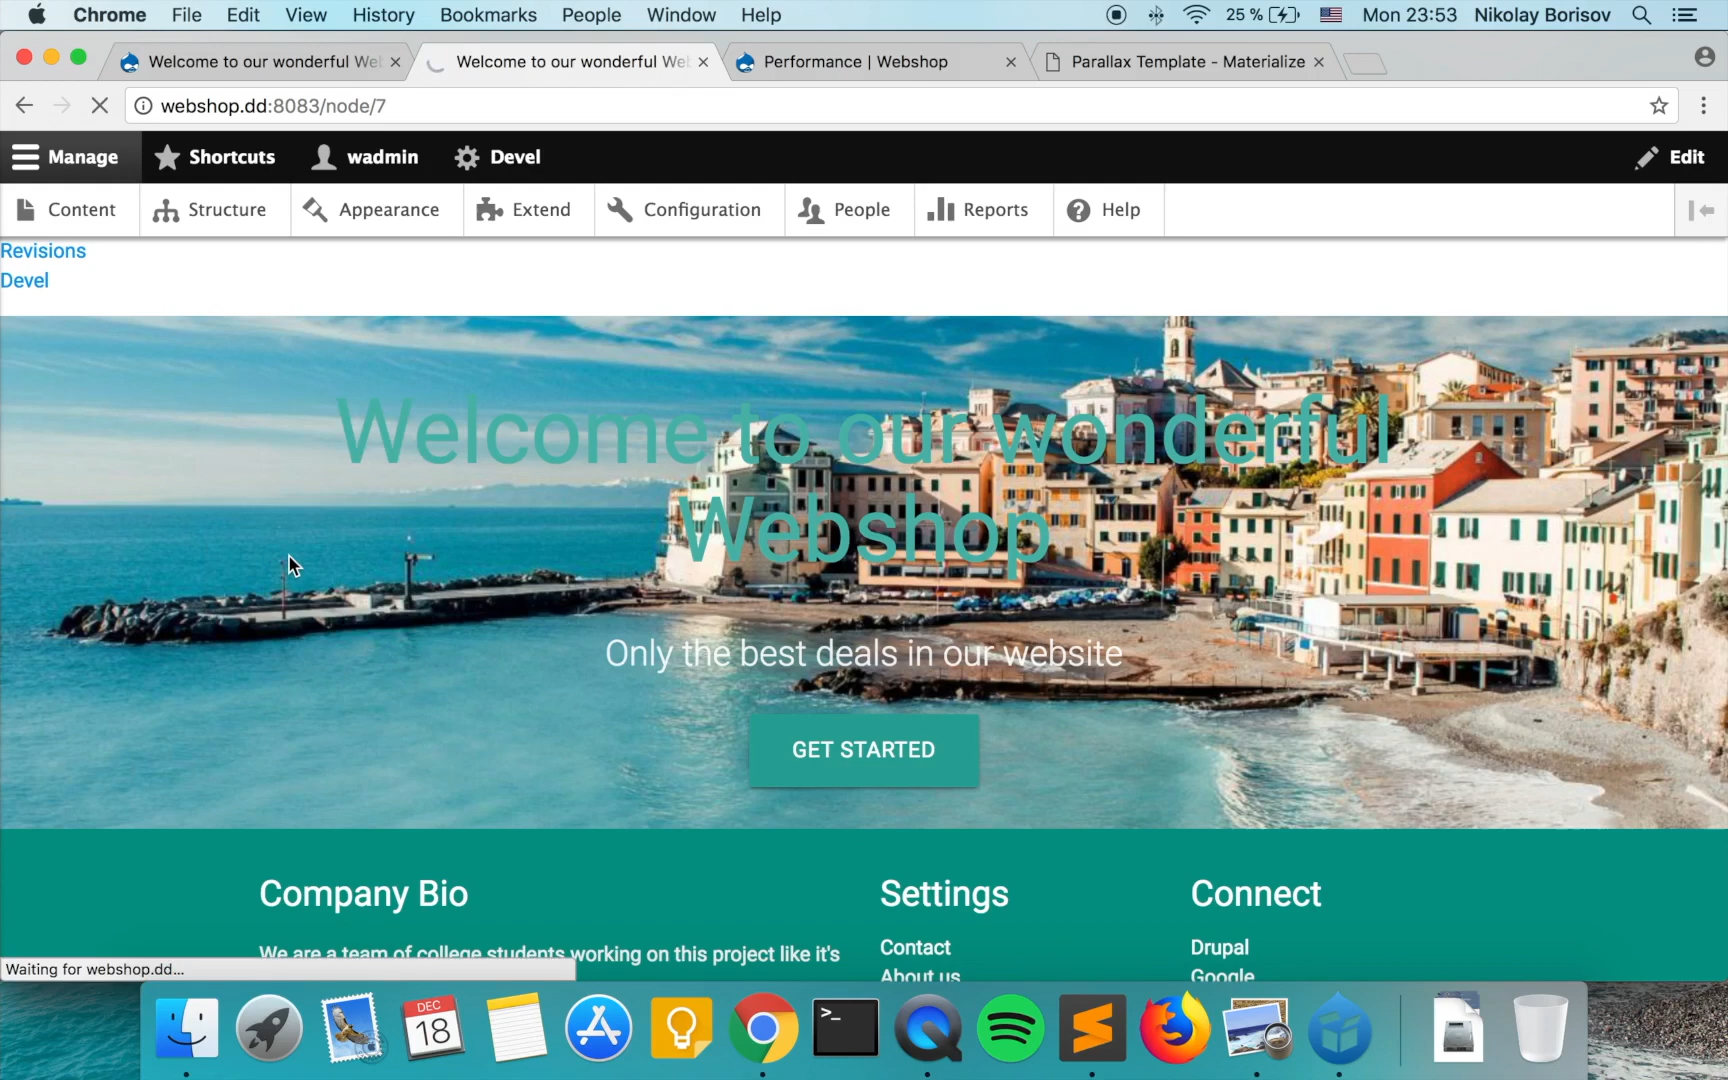 Chrome File Edit View History Bookmarks People Window Help 25 % Mon 23:53 Nikolay Borisov
Welcome to our wonderful We
Welcome to our wonderful We
Performance | Webshop
Parallax Template - Materialize
webshop.dd:8083/node/7
Manage Shortcuts wadmin Devel Edit
Content Structure Appearance Extend Configuration People Reports Help
Revisions
Devel
Welcome to our wonderful
Webshop
Only the best deals in our website
GET STARTED
Company Bio
We are a team of college students working on this project like it's
Settings
Contact
About us
Connect
Drupal
Google
Waiting for webshop.dd...
DEC
18